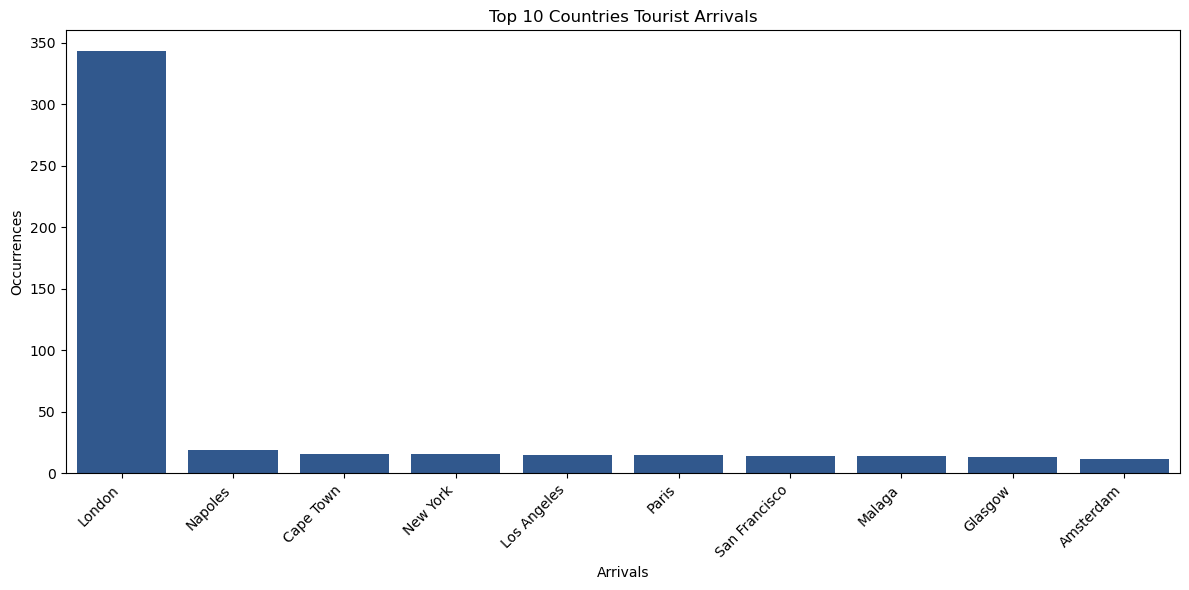 Top 10 Countries Tourist Arrivals
350
300
250
200
150
100
50
0
Occurrences
London
Napoles
Cape Town
New York
Los Angeles
Paris
San Francisco
Malaga
Glasgow
Amsterdam
Arrivals